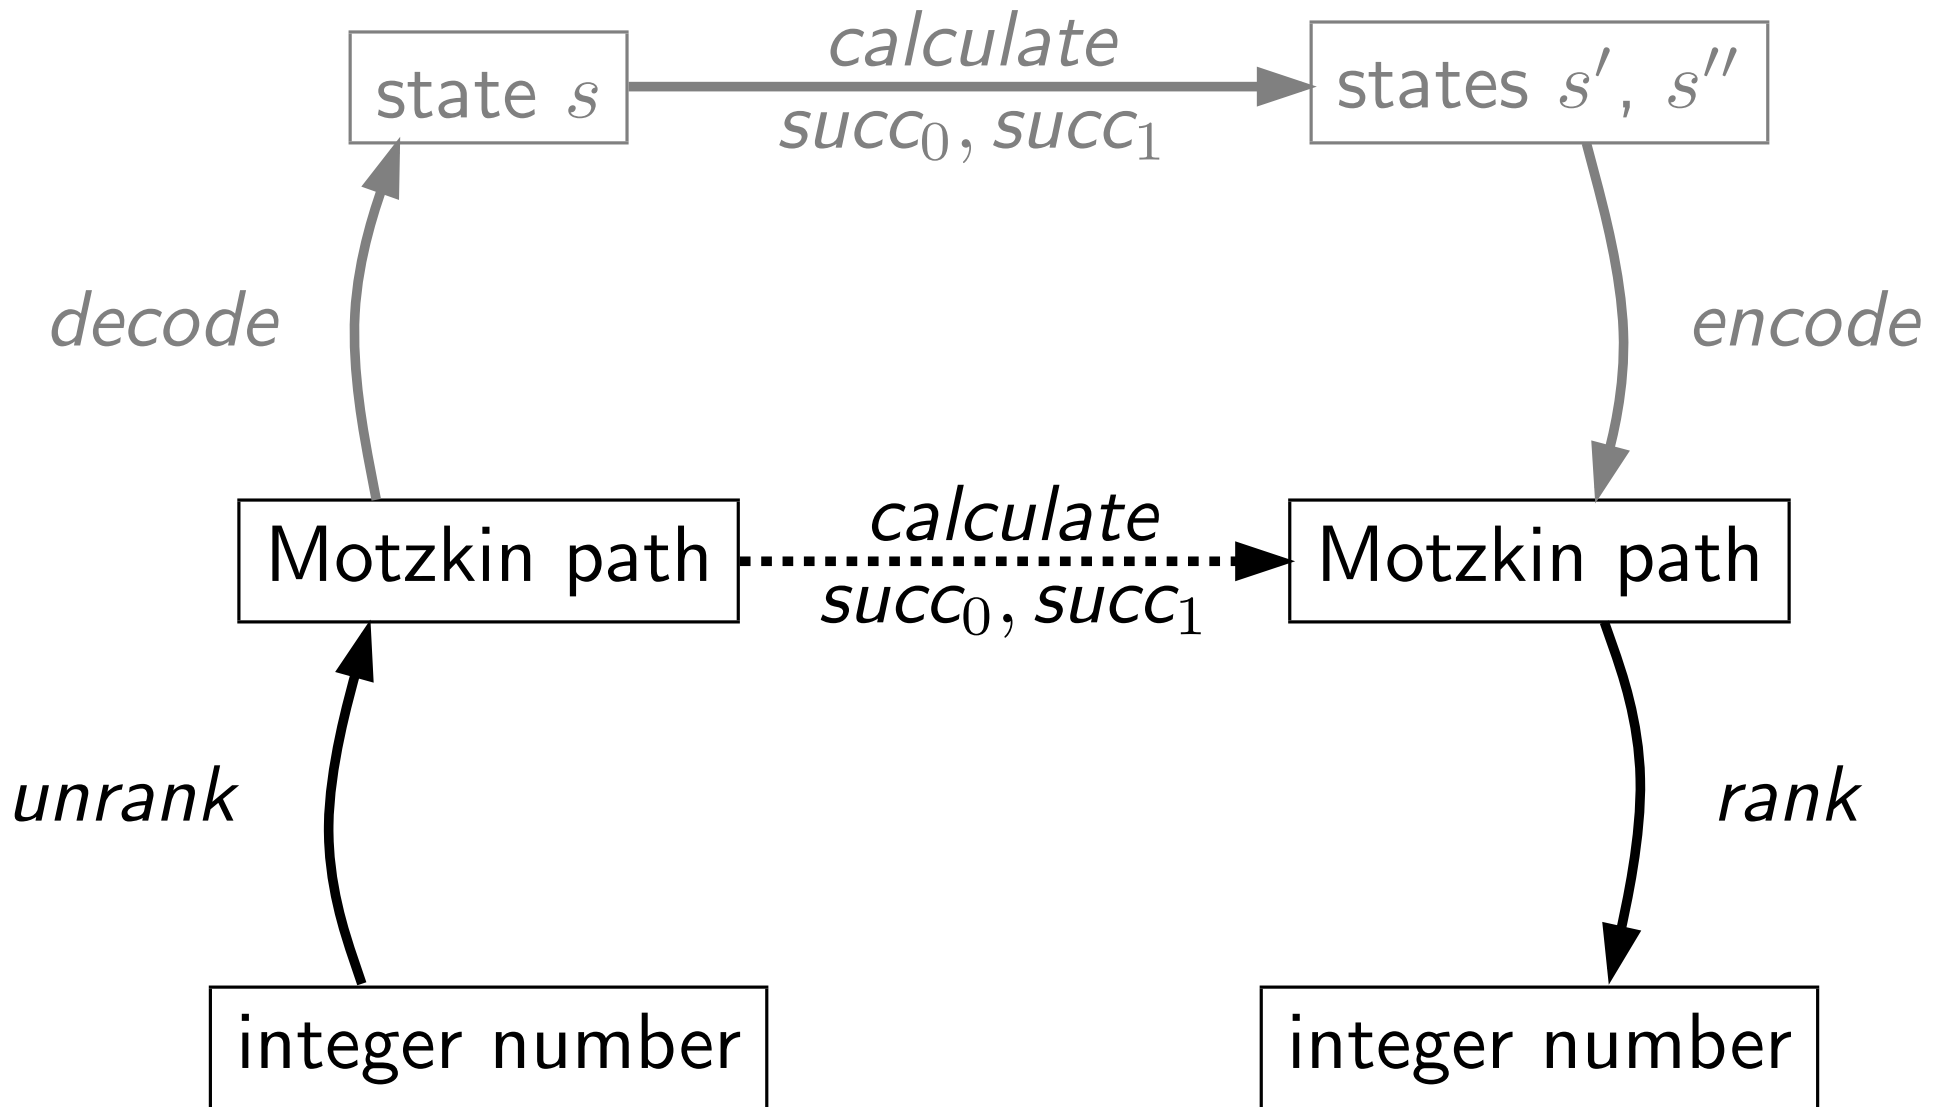 calculate
state s
states s′, s″
succ₀, succ₁
decode
encode
calculate
Motzkin path
Motzkin path
succ₀, succ₁
unrank
rank
integer number
integer number